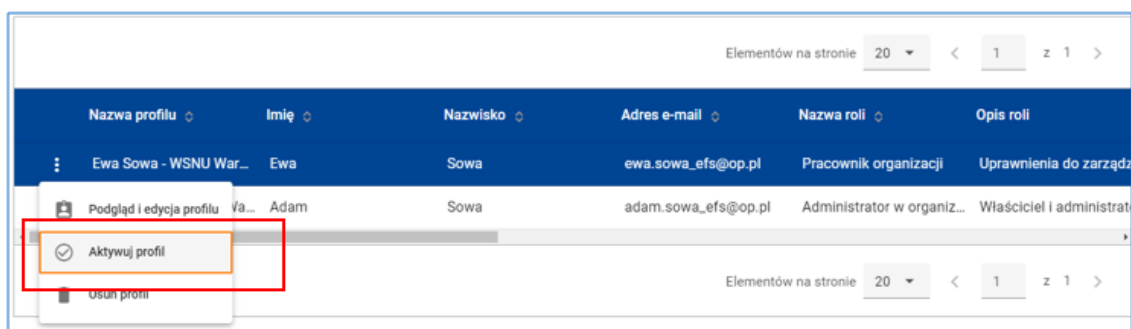 Elementów na stronie 20 1 z 1
Nazwa profilu Imię Nazwisko Adres e-mail Nazwa roli Opis roli
Ewa Sowa - WSNU War... Ewa Sowa ewa.sowa_efs@op.pl Pracownik organizacji Uprawnienia do zarządz
Podgląd i edycja profilu Wa... Adam Sowa adam.sowa_efs@op.pl Administrator w organiz... Właściciel i administrat
Aktywuj profil
Usuń profil
Elementów na stronie 20 1 z 1